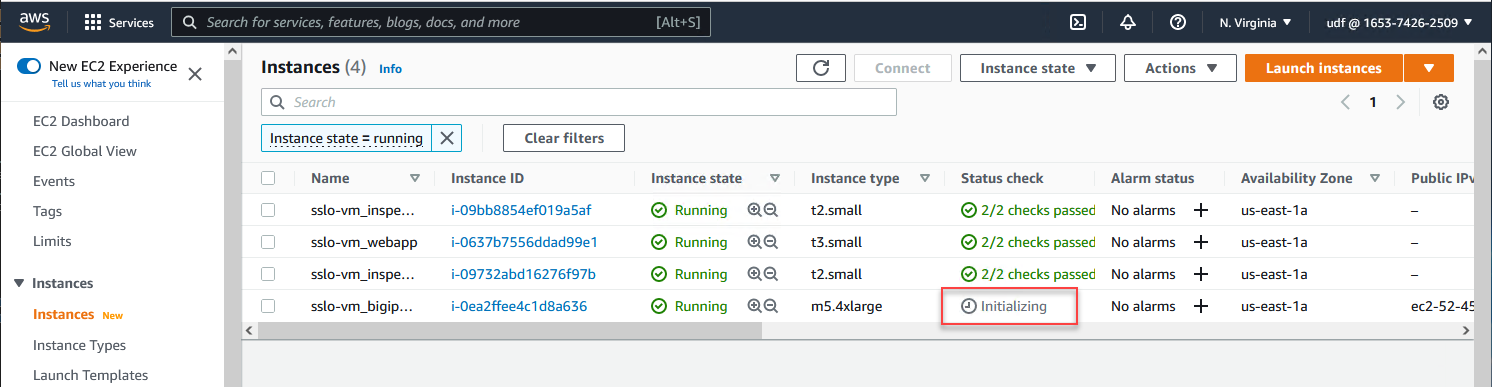 aws Services Search for services, features, blogs, docs, and more [Alt+S] N. Virginia udf @ 1653-7426-2509
New EC2 Experience
Tell us what you think
EC2 Dashboard
EC2 Global View
Events
Tags
Limits
Instances
Instances New
Instance Types
Launch Templates
Instances (4) Info Connect Instance state Actions Launch instances
Search 1
Instance state = running Clear filters
Name Instance ID Instance state Instance type Status check Alarm status Availability Zone Public IPv
sslo-vm_inspe... i-09bb8854ef019a5af Running t2.small 2/2 checks passed No alarms + us-east-1a –
sslo-vm_webapp i-0637b7556ddad99e1 Running t3.small 2/2 checks passed No alarms + us-east-1a –
sslo-vm_inspe... i-09732abd16276f97b Running t2.small 2/2 checks passed No alarms + us-east-1a –
sslo-vm_bigip... i-0ea2ffee4c1d8a636 Running m5.4xlarge Initializing No alarms + us-east-1a ec2-52-45